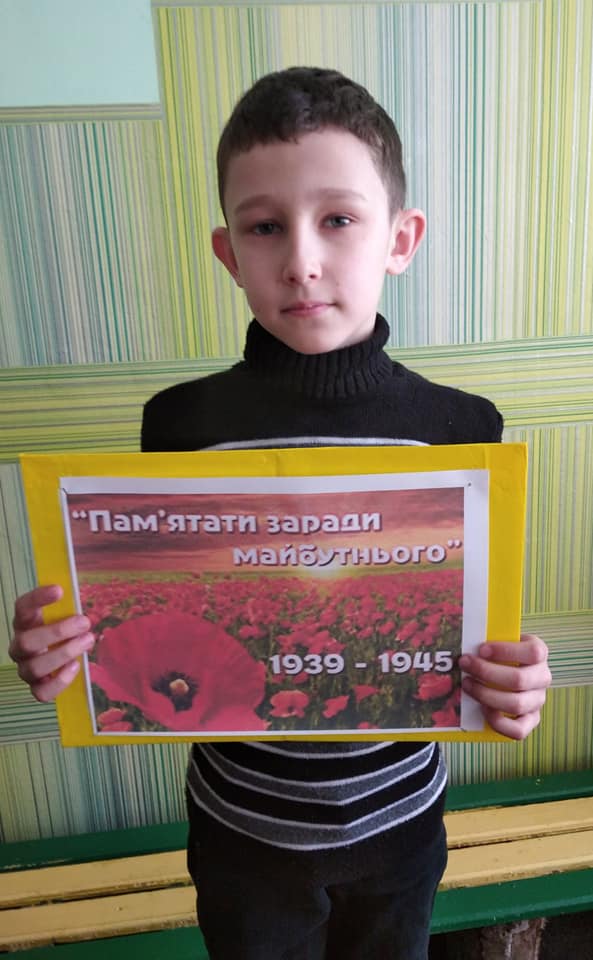 “Пам’ятати заради
майбутнього”
1939 - 1945